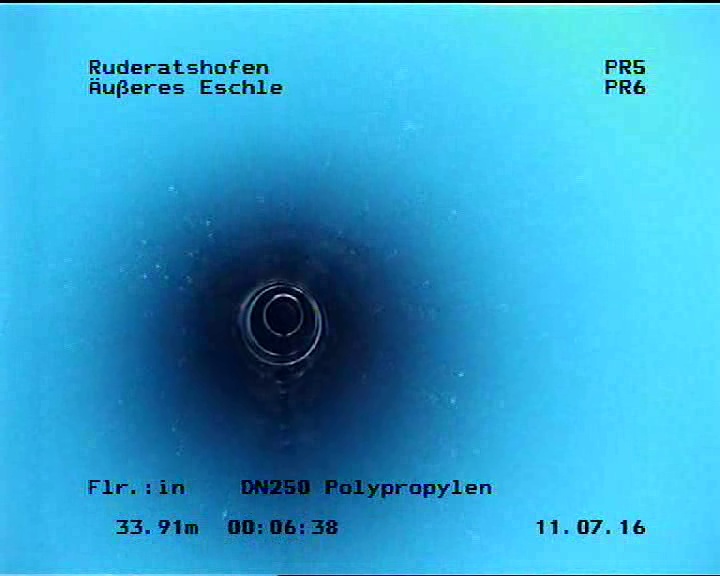 Ruderatshofen PR5
Äußeres Eschle PR6
Flr.:in DN250 Polypropylen
33.91m 00:06:38 11.07.16